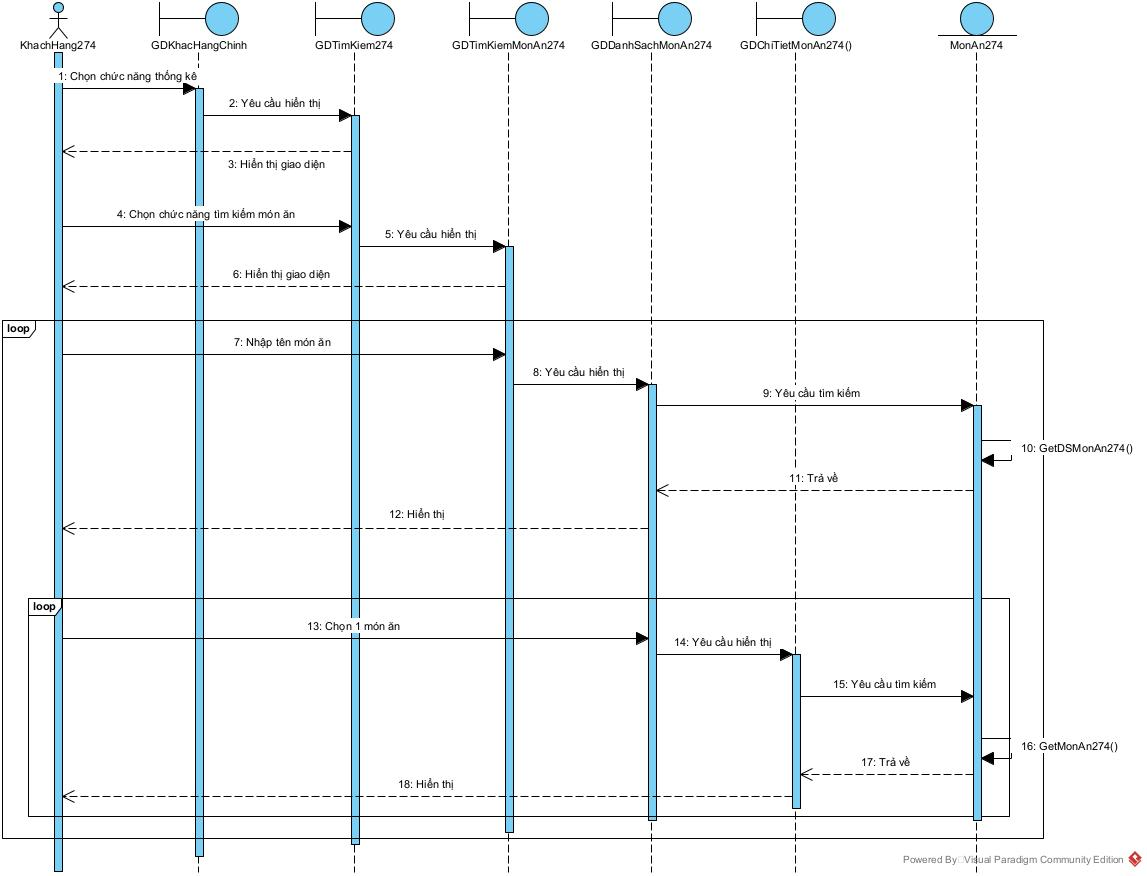 KhachHang274
GDKhacHangChinh
GDTimKiem274
GDTimKiemMonAn274
GDDanhSachMonAn274
GDChiTietMonAn274()
MonAn274
1: Chọn chức năng thống kê
2: Yêu cầu hiển thị
3: Hiển thị giao diện
4: Chọn chức năng tìm kiếm món ăn
5: Yêu cầu hiển thị
6: Hiển thị giao diện
loop
7: Nhập tên món ăn
8: Yêu cầu hiển thị
9: Yêu cầu tìm kiếm
10: GetDSMonAn274()
11: Trả về
12: Hiển thị
loop
13: Chọn 1 món ăn
14: Yêu cầu hiển thị
15: Yêu cầu tìm kiếm
16: GetMonAn274()
17: Trả về
18: Hiển thị
Powered By Visual Paradigm Community Edition